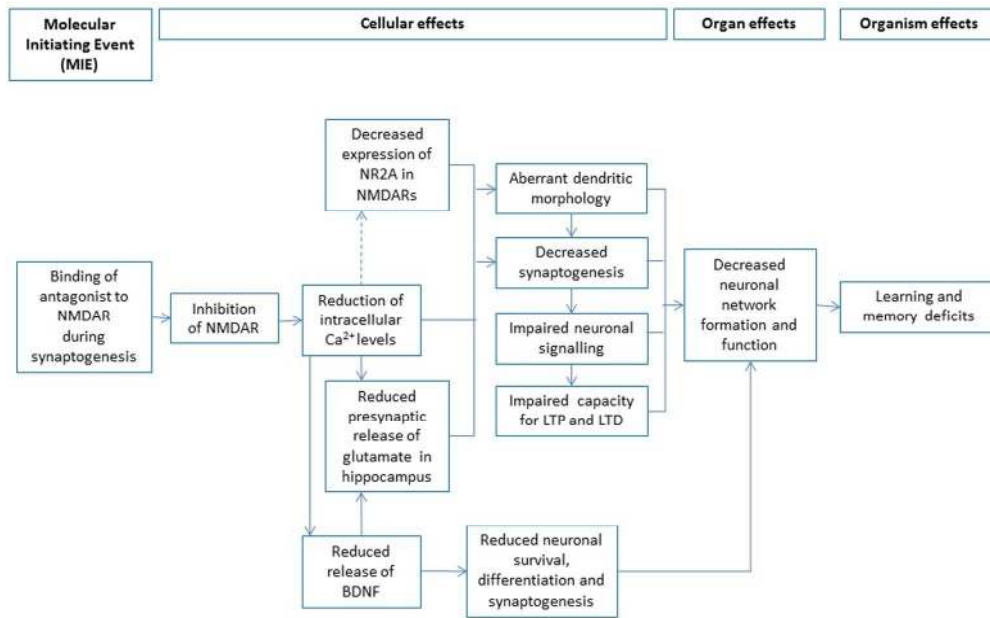 Molecular
Initiating Event
(MIE)
Cellular effects
Organ effects
Organism effects
Decreased
expression of
NR2A in
NMDARs
Aberrant dendritic
morphology
Binding of
antagonist to
NMDAR
during
synaptogenesis
Inhibition
of NMDAR
Reduction of
intracellular
Ca²⁺ levels
Decreased
synaptogenesis
Impaired neuronal
signalling
Impaired capacity
for LTP and LTD
Decreased
neuronal
network
formation and
function
Learning and
memory deficits
Reduced
presynaptic
release of
glutamate in
hippocampus
Reduced
release of
BDNF
Reduced neuronal
survival,
differentiation and
synaptogenesis